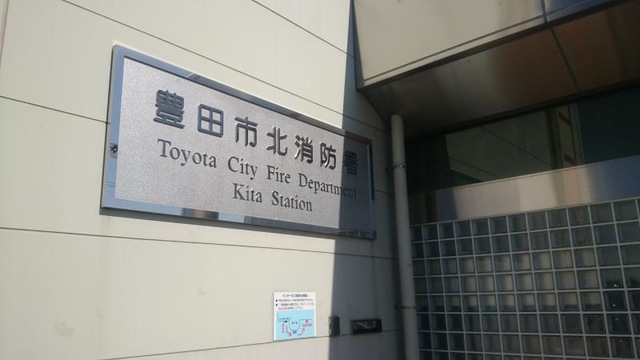 豊田市北消防署
Toyota City Fire Department
Kita Station